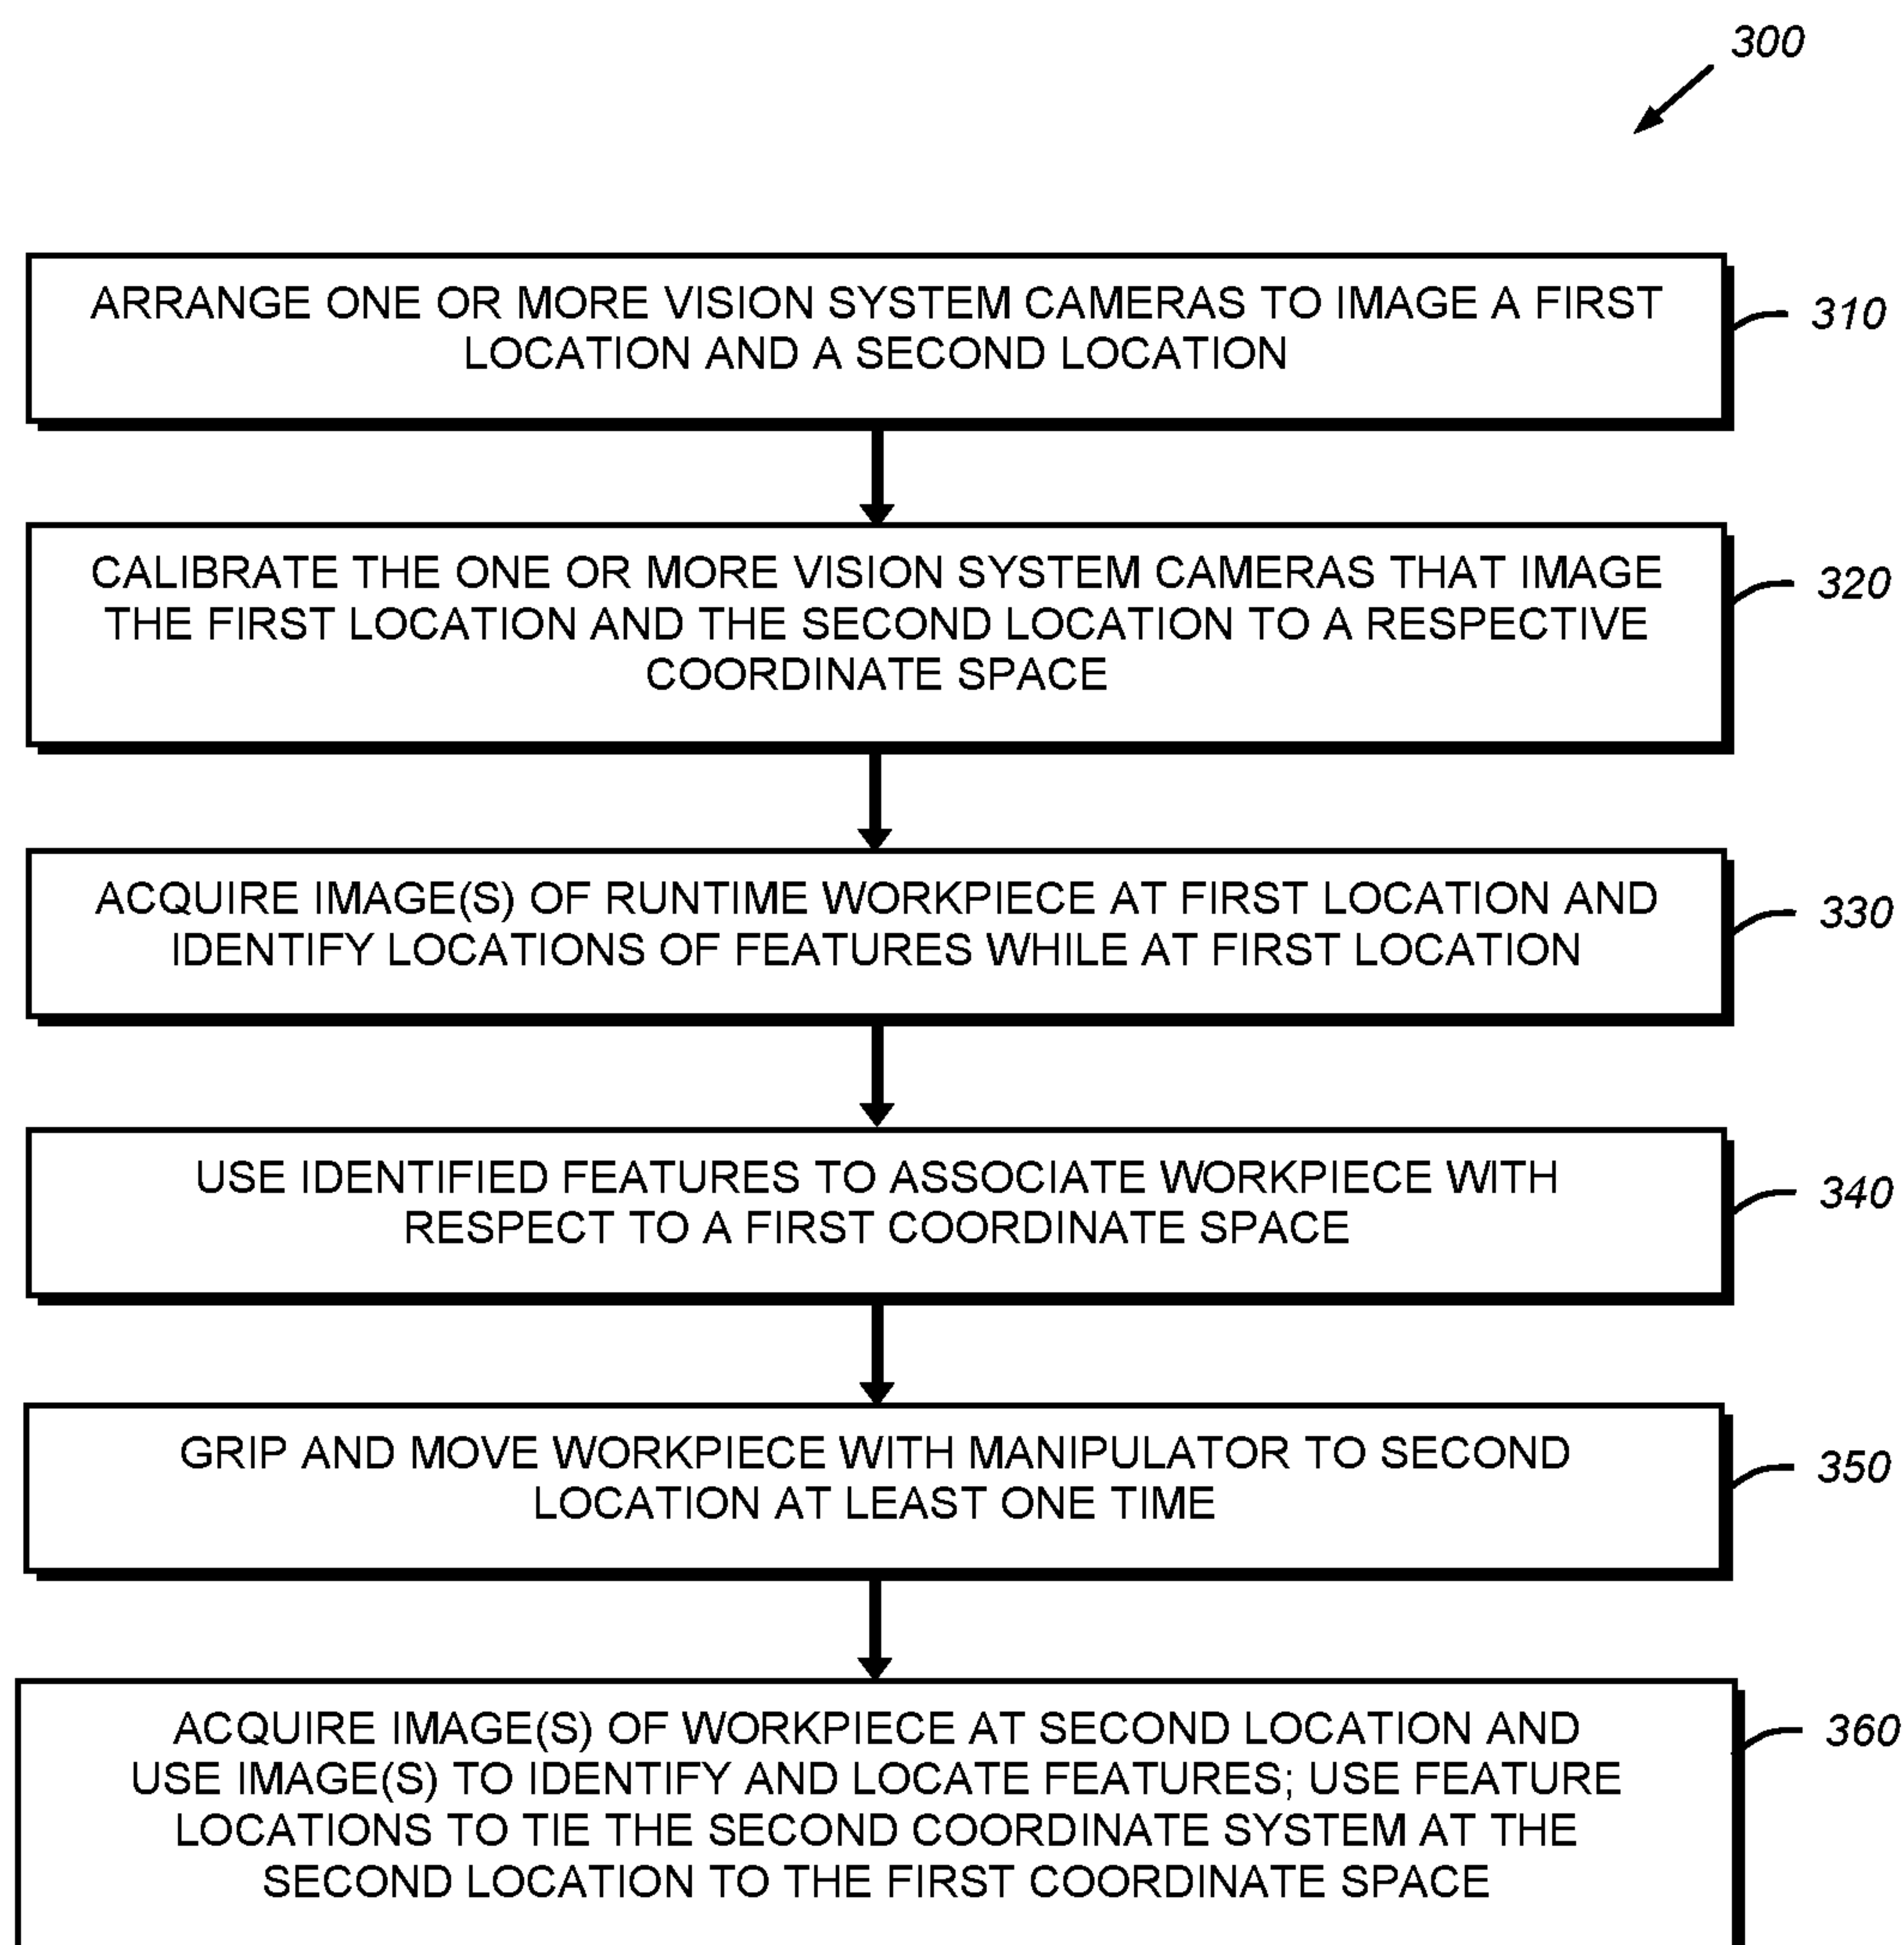 300
ARRANGE ONE OR MORE VISION SYSTEM CAMERAS TO IMAGE A FIRST
LOCATION AND A SECOND LOCATION
310
CALIBRATE THE ONE OR MORE VISION SYSTEM CAMERAS THAT IMAGE
THE FIRST LOCATION AND THE SECOND LOCATION TO A RESPECTIVE
COORDINATE SPACE
320
ACQUIRE IMAGE(S) OF RUNTIME WORKPIECE AT FIRST LOCATION AND
IDENTIFY LOCATIONS OF FEATURES WHILE AT FIRST LOCATION
330
USE IDENTIFIED FEATURES TO ASSOCIATE WORKPIECE WITH
RESPECT TO A FIRST COORDINATE SPACE
340
GRIP AND MOVE WORKPIECE WITH MANIPULATOR TO SECOND
LOCATION AT LEAST ONE TIME
350
ACQUIRE IMAGE(S) OF WORKPIECE AT SECOND LOCATION AND
USE IMAGE(S) TO IDENTIFY AND LOCATE FEATURES; USE FEATURE
LOCATIONS TO TIE THE SECOND COORDINATE SYSTEM AT THE
SECOND LOCATION TO THE FIRST COORDINATE SPACE
360